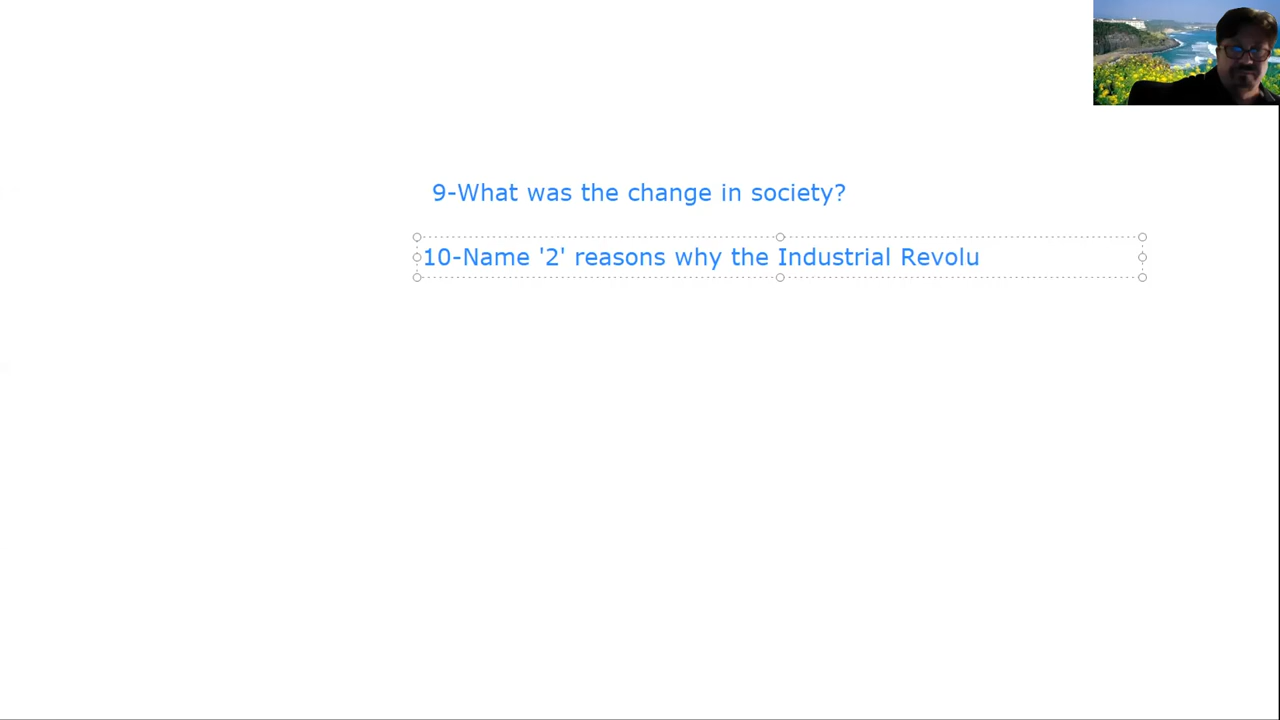 9-What was the change in society?
10-Name '2' reasons why the Industrial Revolu